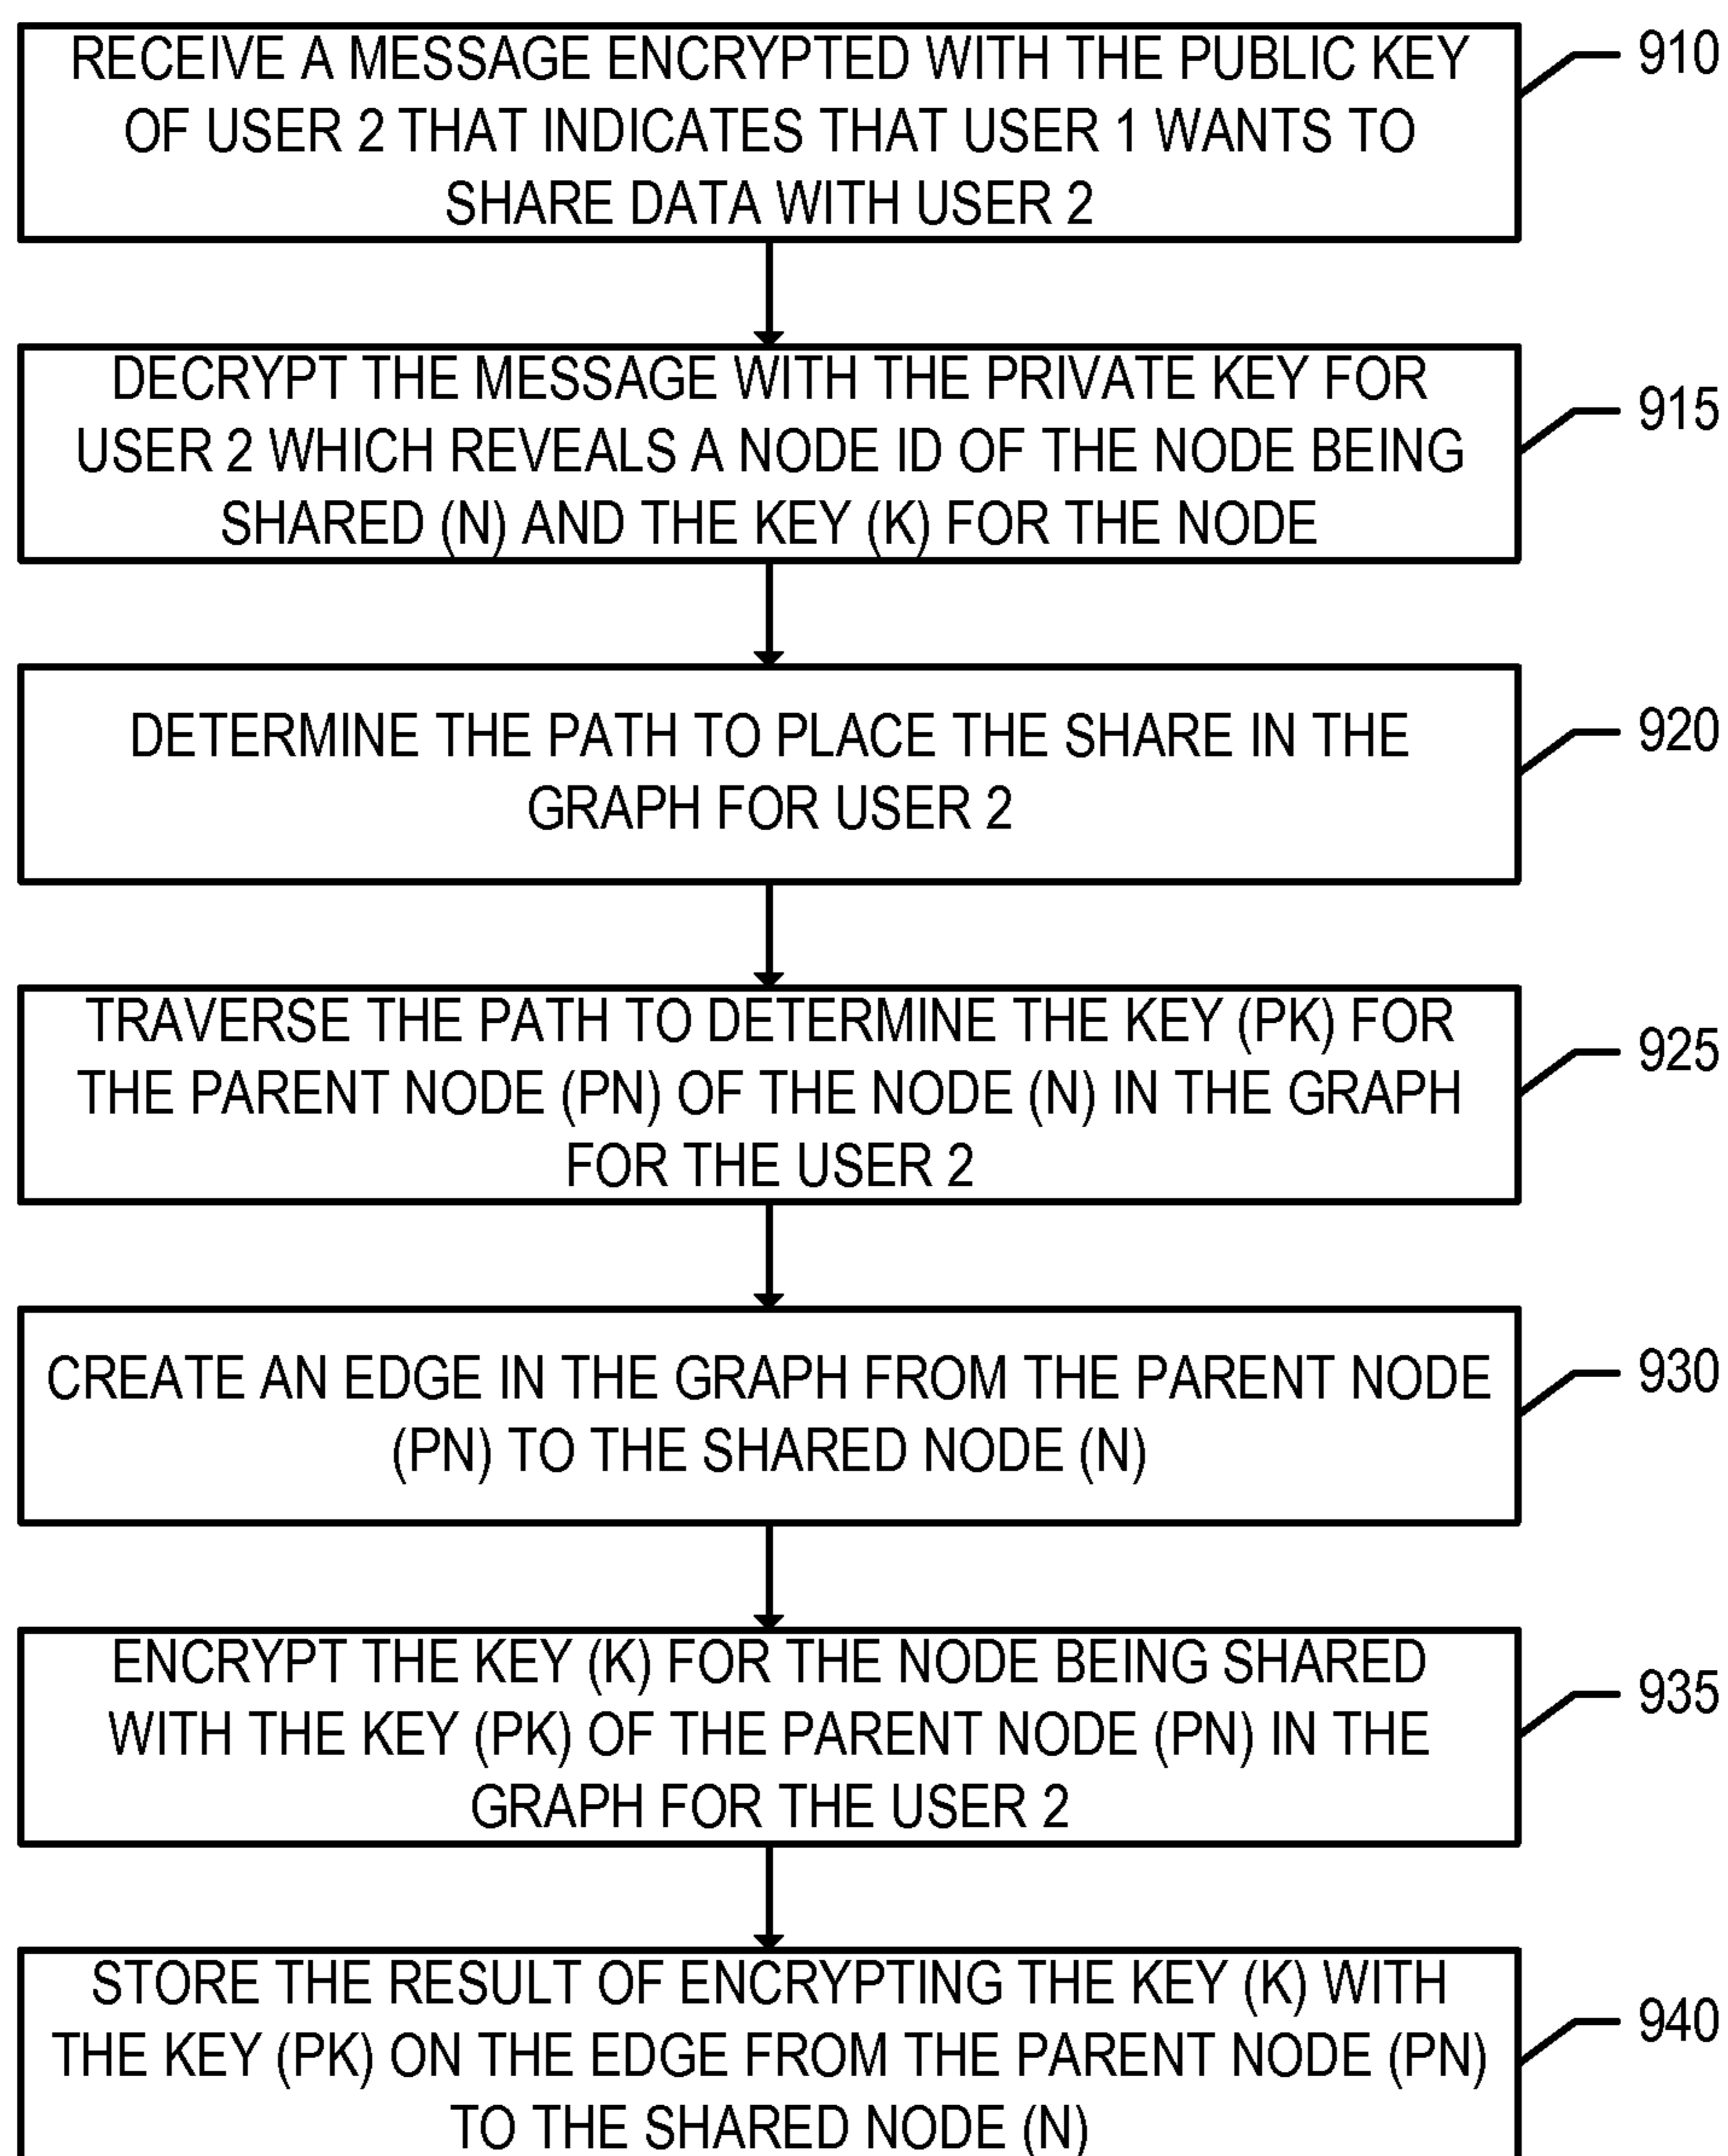 RECEIVE A MESSAGE ENCRYPTED WITH THE PUBLIC KEY
OF USER 2 THAT INDICATES THAT USER 1 WANTS TO
SHARE DATA WITH USER 2
910
DECRYPT THE MESSAGE WITH THE PRIVATE KEY FOR
USER 2 WHICH REVEALS A NODE ID OF THE NODE BEING
SHARED (N) AND THE KEY (K) FOR THE NODE
915
DETERMINE THE PATH TO PLACE THE SHARE IN THE
GRAPH FOR USER 2
920
TRAVERSE THE PATH TO DETERMINE THE KEY (PK) FOR
THE PARENT NODE (PN) OF THE NODE (N) IN THE GRAPH
FOR THE USER 2
925
CREATE AN EDGE IN THE GRAPH FROM THE PARENT NODE
(PN) TO THE SHARED NODE (N)
930
ENCRYPT THE KEY (K) FOR THE NODE BEING SHARED
WITH THE KEY (PK) OF THE PARENT NODE (PN) IN THE
GRAPH FOR THE USER 2
935
STORE THE RESULT OF ENCRYPTING THE KEY (K) WITH
THE KEY (PK) ON THE EDGE FROM THE PARENT NODE (PN)
TO THE SHARED NODE (N)
940